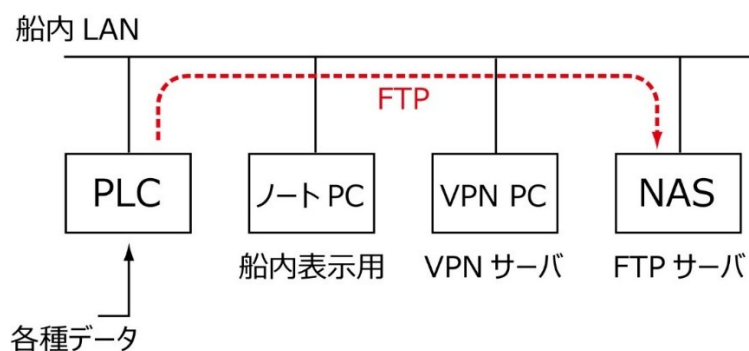 船内 LAN
FTP
PLC
ノート PC
VPN PC
NAS
船内表示用
VPN サーバ
FTP サーバ
各種データ